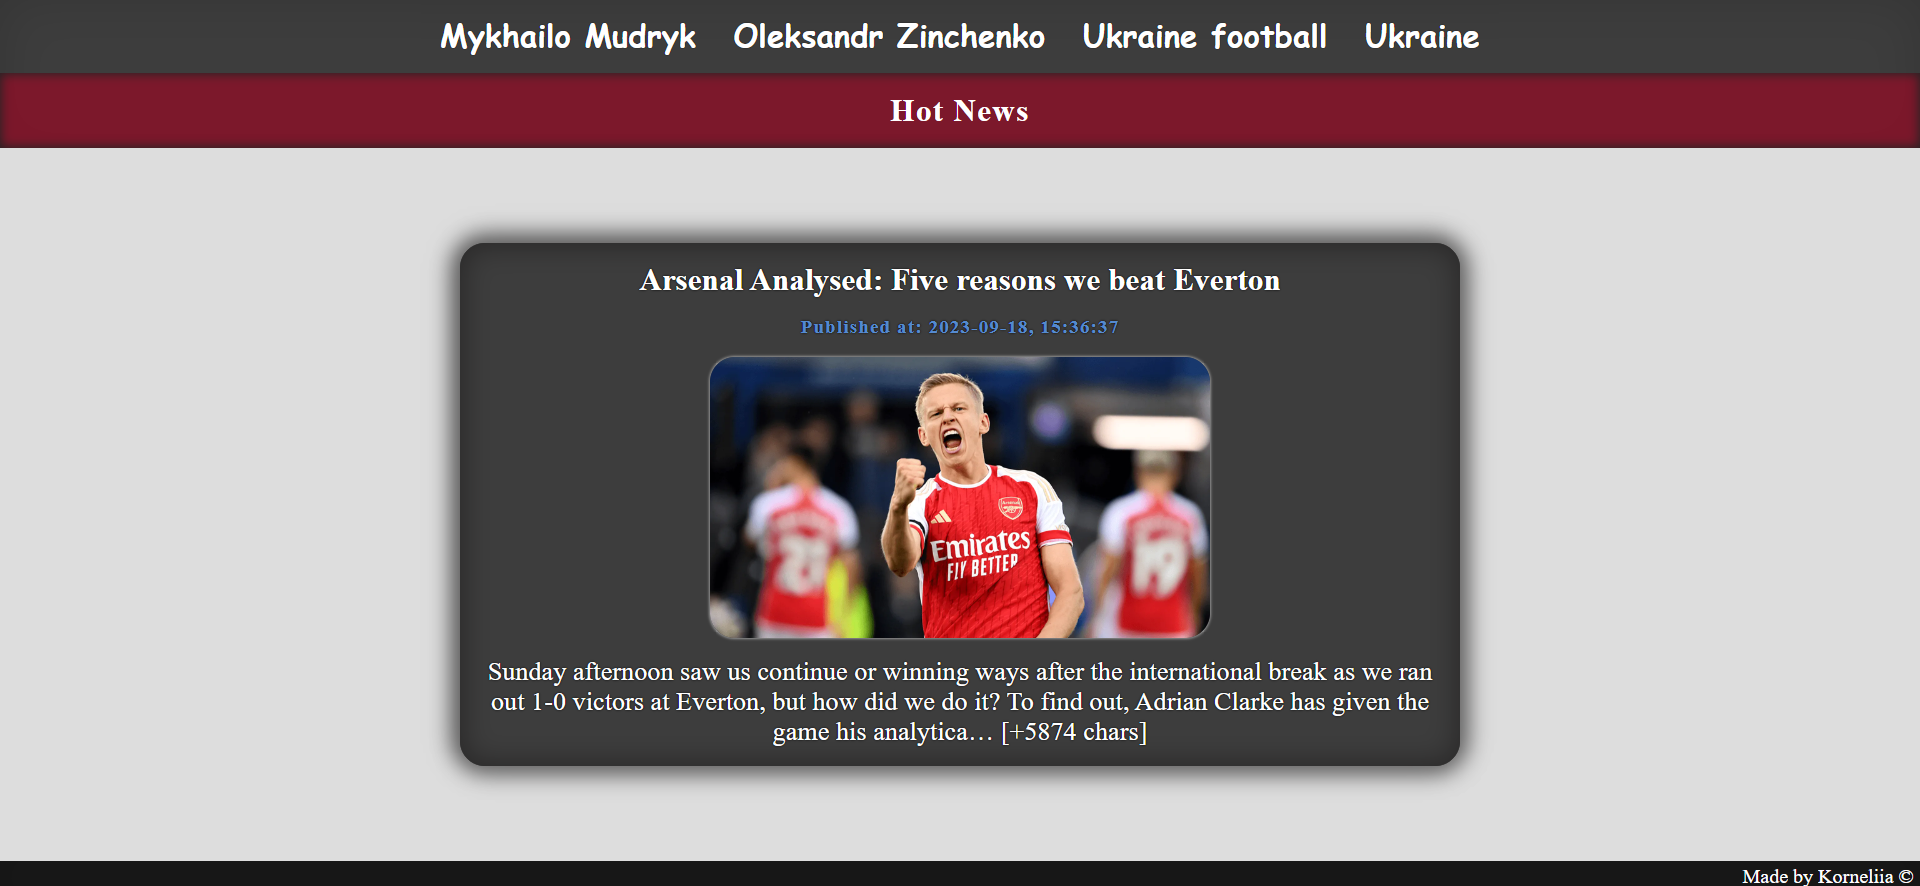 Mykhailo Mudryk Oleksandr Zinchenko Ukraine football Ukraine
Hot News
Arsenal Analysed: Five reasons we beat Everton
Published at: 2023-09-18, 15:36:37
Arsenal
Emirates
FLY BETTER
19
Sunday afternoon saw us continue or winning ways after the international break as we ran
out 1-0 victors at Everton, but how did we do it? To find out, Adrian Clarke has given the
game his analytica… [+5874 chars]
Made by Korneliia ©